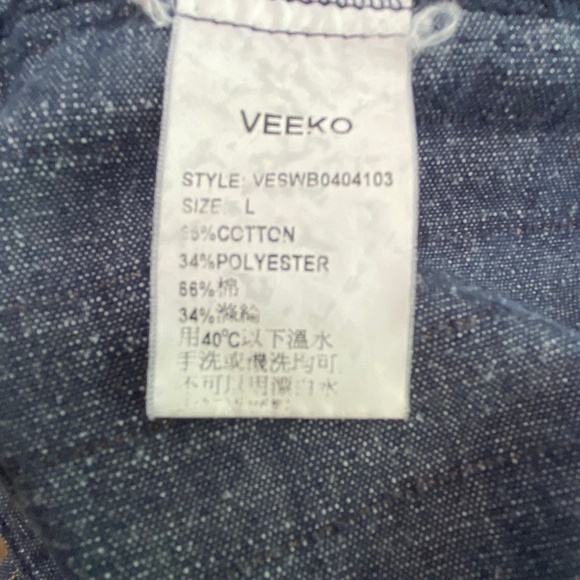 VEEKO
STYLE: VESWB0404103
SIZE: L
66%COTTON
34%POLYESTER
66%棉
34%滌綸
用40℃以下溫水
手洗或機洗均可
不可以用漂白水